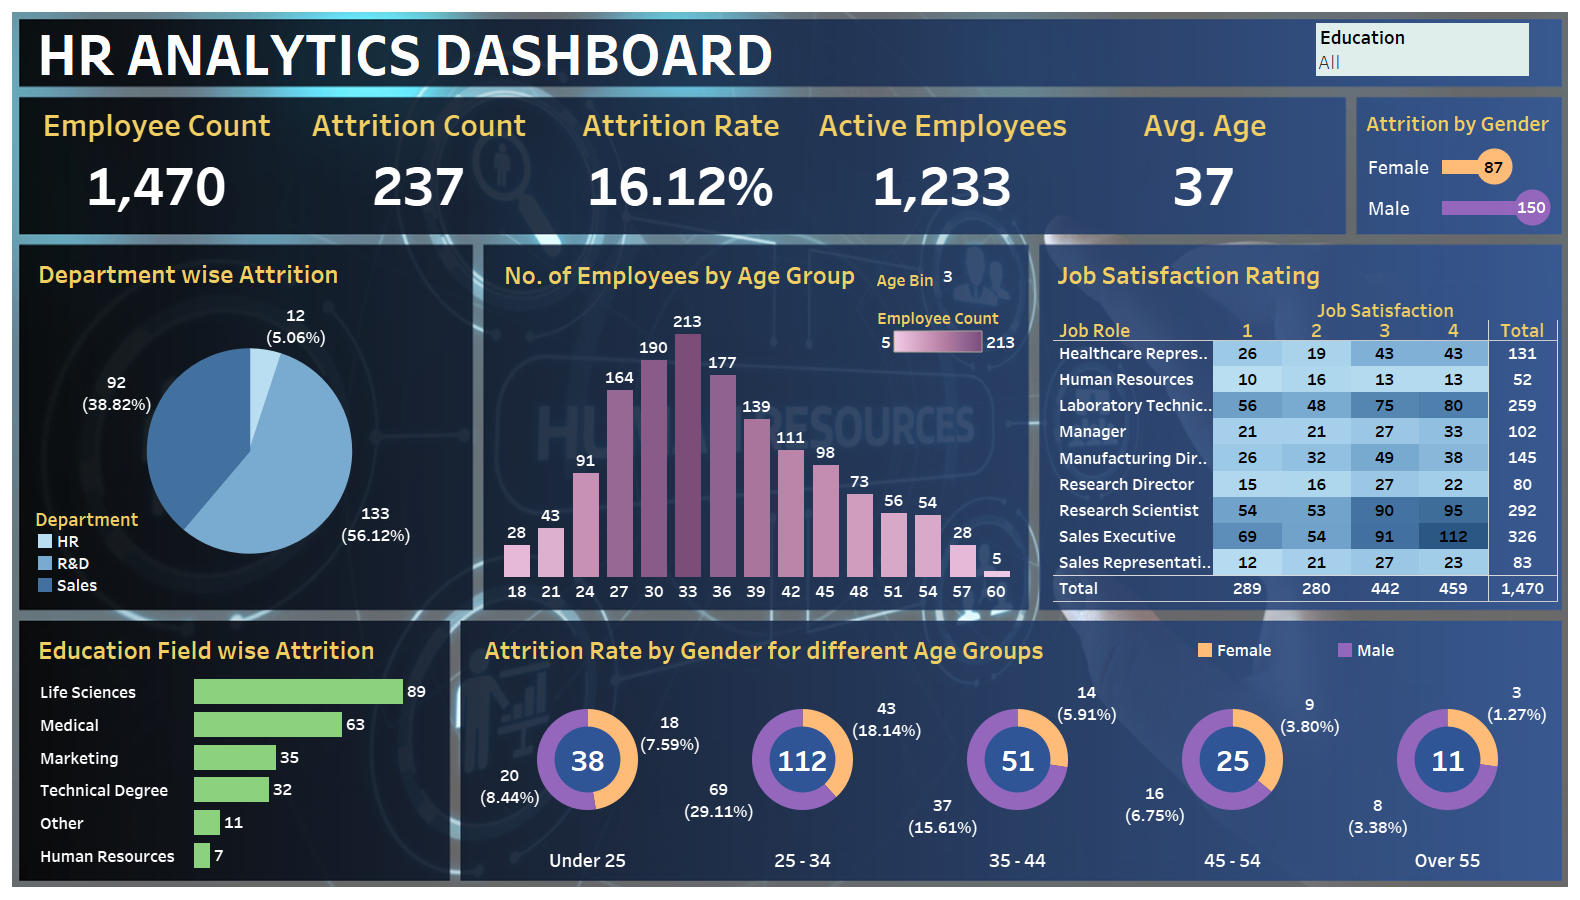 HR ANALYTICS DASHBOARD
Education
All
Employee Count Attrition Count Attrition Rate Active Employees Avg. Age
1,470 237 16.12% 1,233 37
Attrition by Gender
Female 87
Male 150
Department wise Attrition
12
(5.06%)
92
(38.82%)
133
(56.12%)
Department
HR
R&D
Sales
No. of Employees by Age Group
Age Bin 3
Employee Count
5 213
28 43 91 164 190 213 177 139 111 98 73 56 54 28 5
18 21 24 27 30 33 36 39 42 45 48 51 54 57 60
HUMAN RESOURCES
Job Satisfaction Rating
Job Satisfaction
Job Role 1 2 3 4 Total
Healthcare Repres.. 26 19 43 43 131
Human Resources 10 16 13 13 52
Laboratory Technic.. 56 48 75 80 259
Manager 21 21 27 33 102
Manufacturing Dir.. 26 32 49 38 145
Research Director 15 16 27 22 80
Research Scientist 54 53 90 95 292
Sales Executive 69 54 91 112 326
Sales Representati.. 12 21 27 23 83
Total 289 280 442 459 1,470
Education Field wise Attrition
Life Sciences 89
Medical 63
Marketing 35
Technical Degree 32
Other 11
Human Resources 7
Attrition Rate by Gender for different Age Groups
Female Male
18
(7.59%)
38
20
(8.44%)
Under 25
43
(18.14%)
112
69
(29.11%)
25 - 34
14
(5.91%)
51
37
(15.61%)
35 - 44
9
(3.80%)
25
16
(6.75%)
45 - 54
3
(1.27%)
11
8
(3.38%)
Over 55